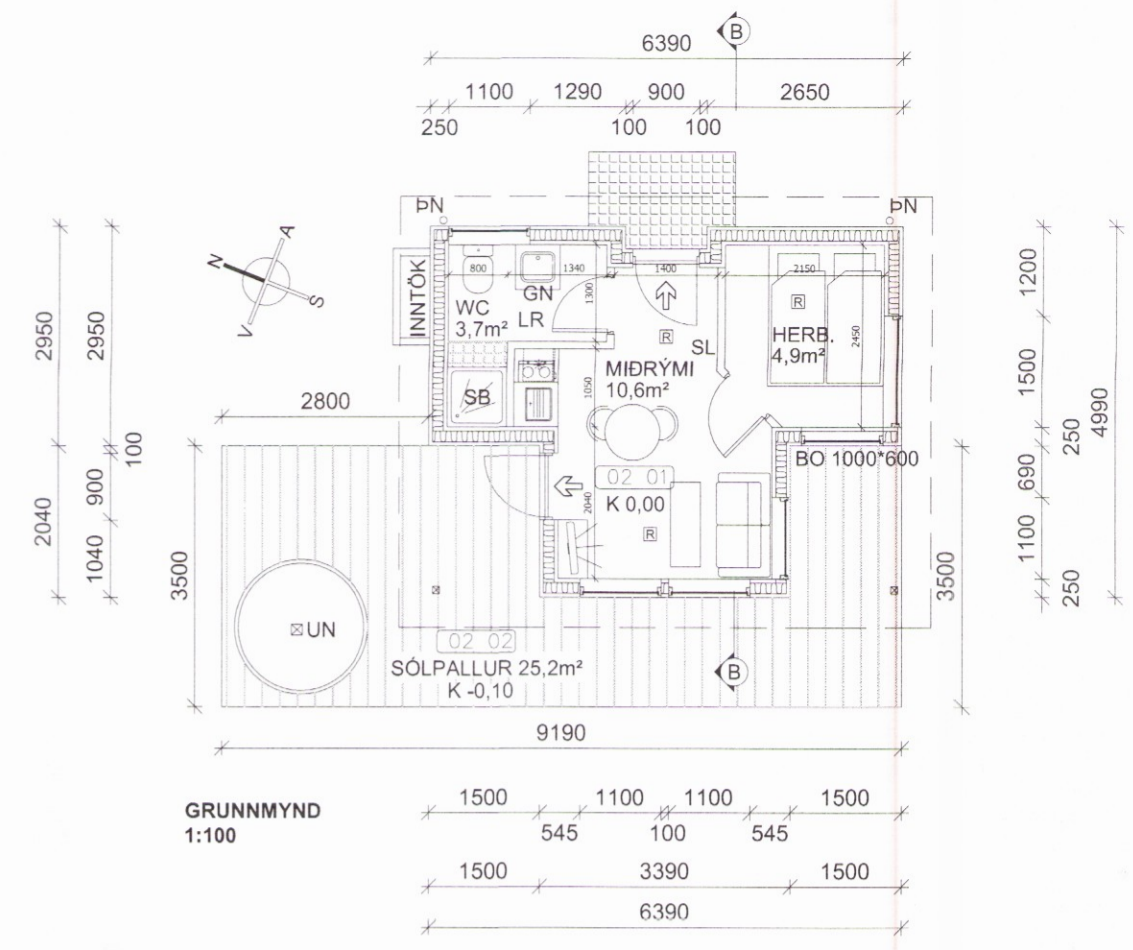 B
6390
1100 1290 900 2650
250 100 100
ÞN ÞN
N A S V
INNTÖK
800 1340 1400 2150
GN
WC
3,7m²
LR
1300
R
R
HERB.
4,9m²
2450
SL
MIÐRÝMI
10,6m²
1050
SB
BO 1000*600
02 01
K 0,00
2040
R
UN
02 02
SÓLPALLUR 25,2m²
K -0,10
B
2950
2950
2800
100
900
2040
1040
3500
1200
1500
4990
250
690
1100
250
3500
9190
GRUNNMYND
1:100
1500 1100 1100 1500
545 100 545
1500 3390 1500
6390